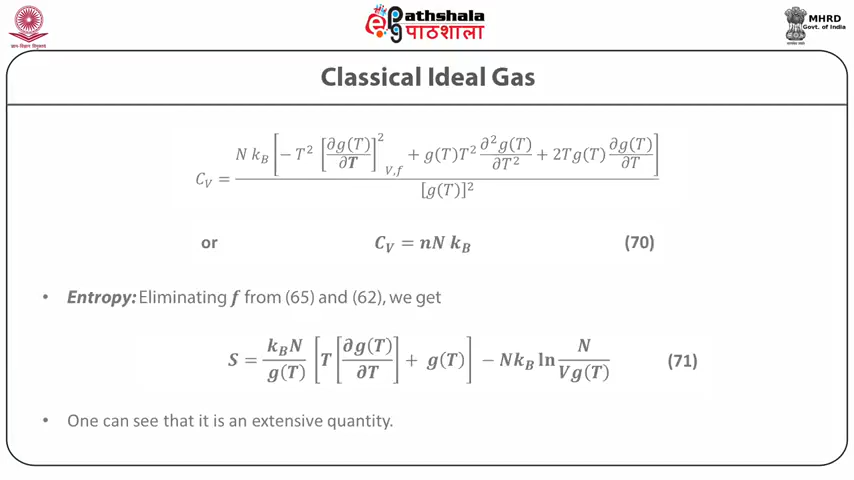 ज्ञान-विज्ञान विमुक्तये
Pathshala
पाठशाला
MHRD
Govt. of India
Classical Ideal Gas
C_V = N k_B [ − T² [∂g(T)/∂T]²_{V,f} + g(T)T² ∂²g(T)/∂T² + 2Tg(T) ∂g(T)/∂T ] / [g(T)]²
or C_V = nN k_B (70)
• Entropy: Eliminating f from (65) and (62), we get
S = k_B N / g(T) [ T [ ∂g(T)/∂T ] + g(T) ] − Nk_B ln N / Vg(T) (71)
• One can see that it is an extensive quantity.